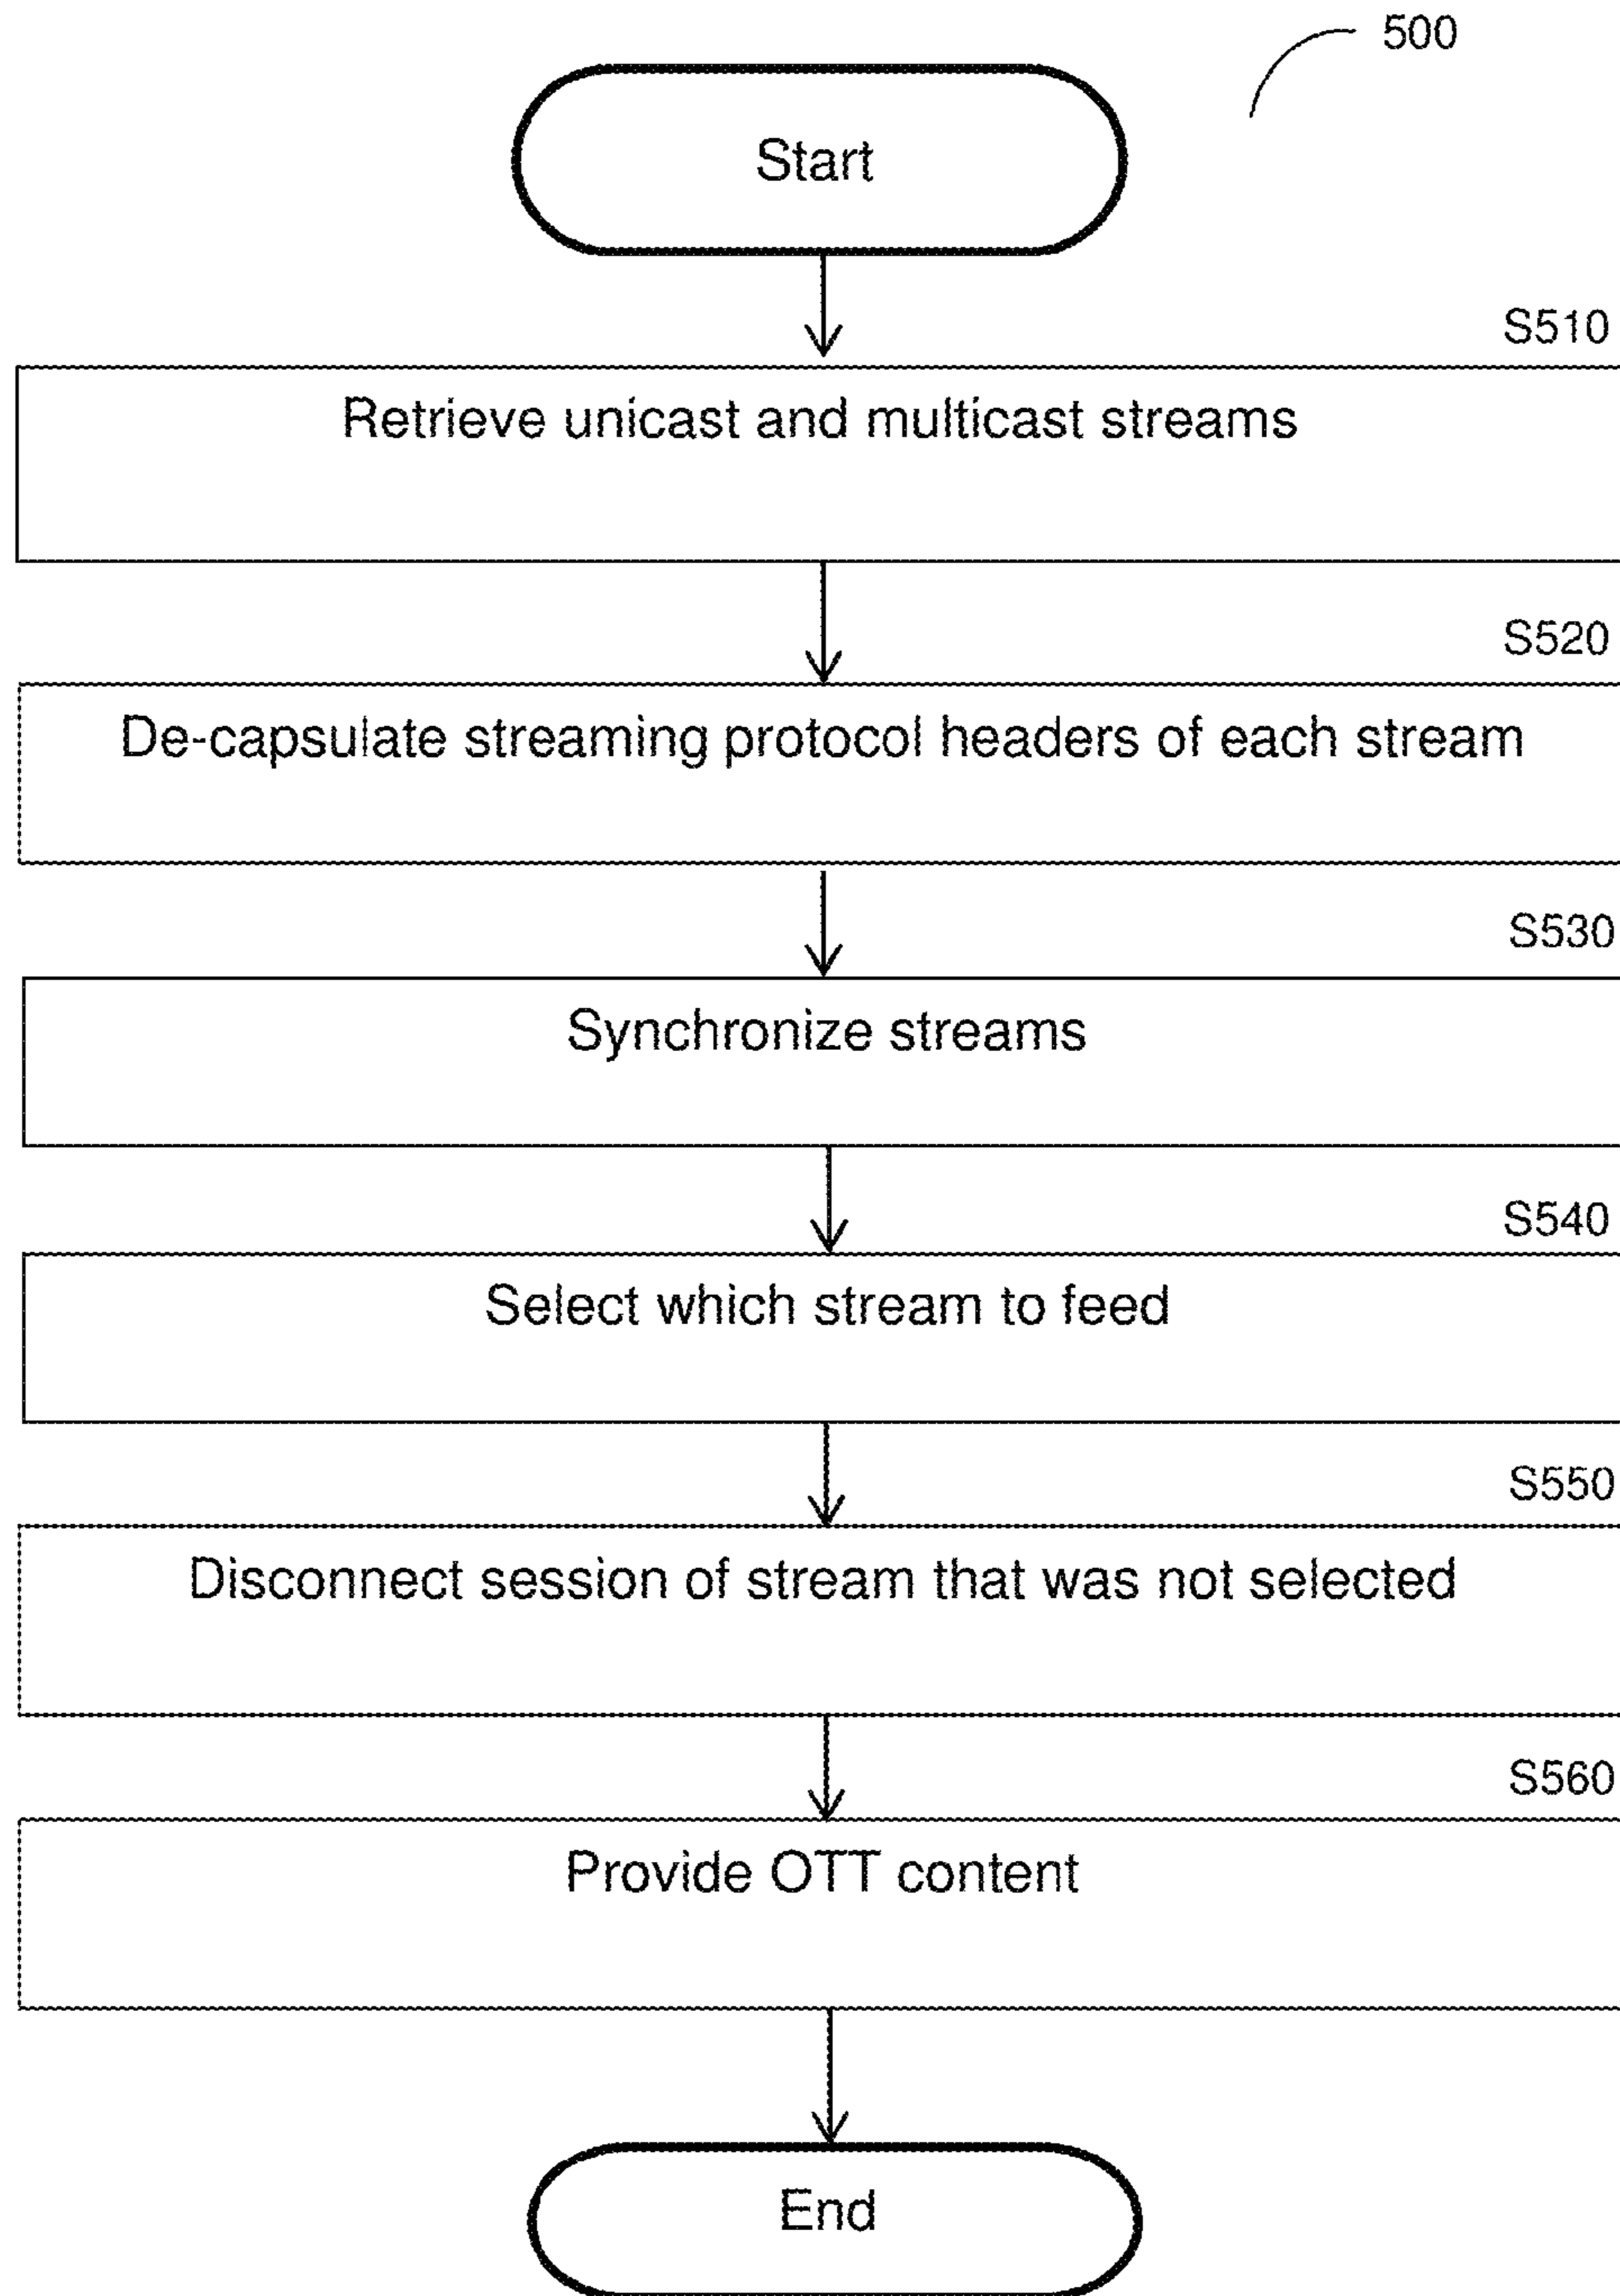 500
Start
S510
Retrieve unicast and multicast streams
S520
De-capsulate streaming protocol headers of each stream
S530
Synchronize streams
S540
Select which stream to feed
S550
Disconnect session of stream that was not selected
S560
Provide OTT content
End